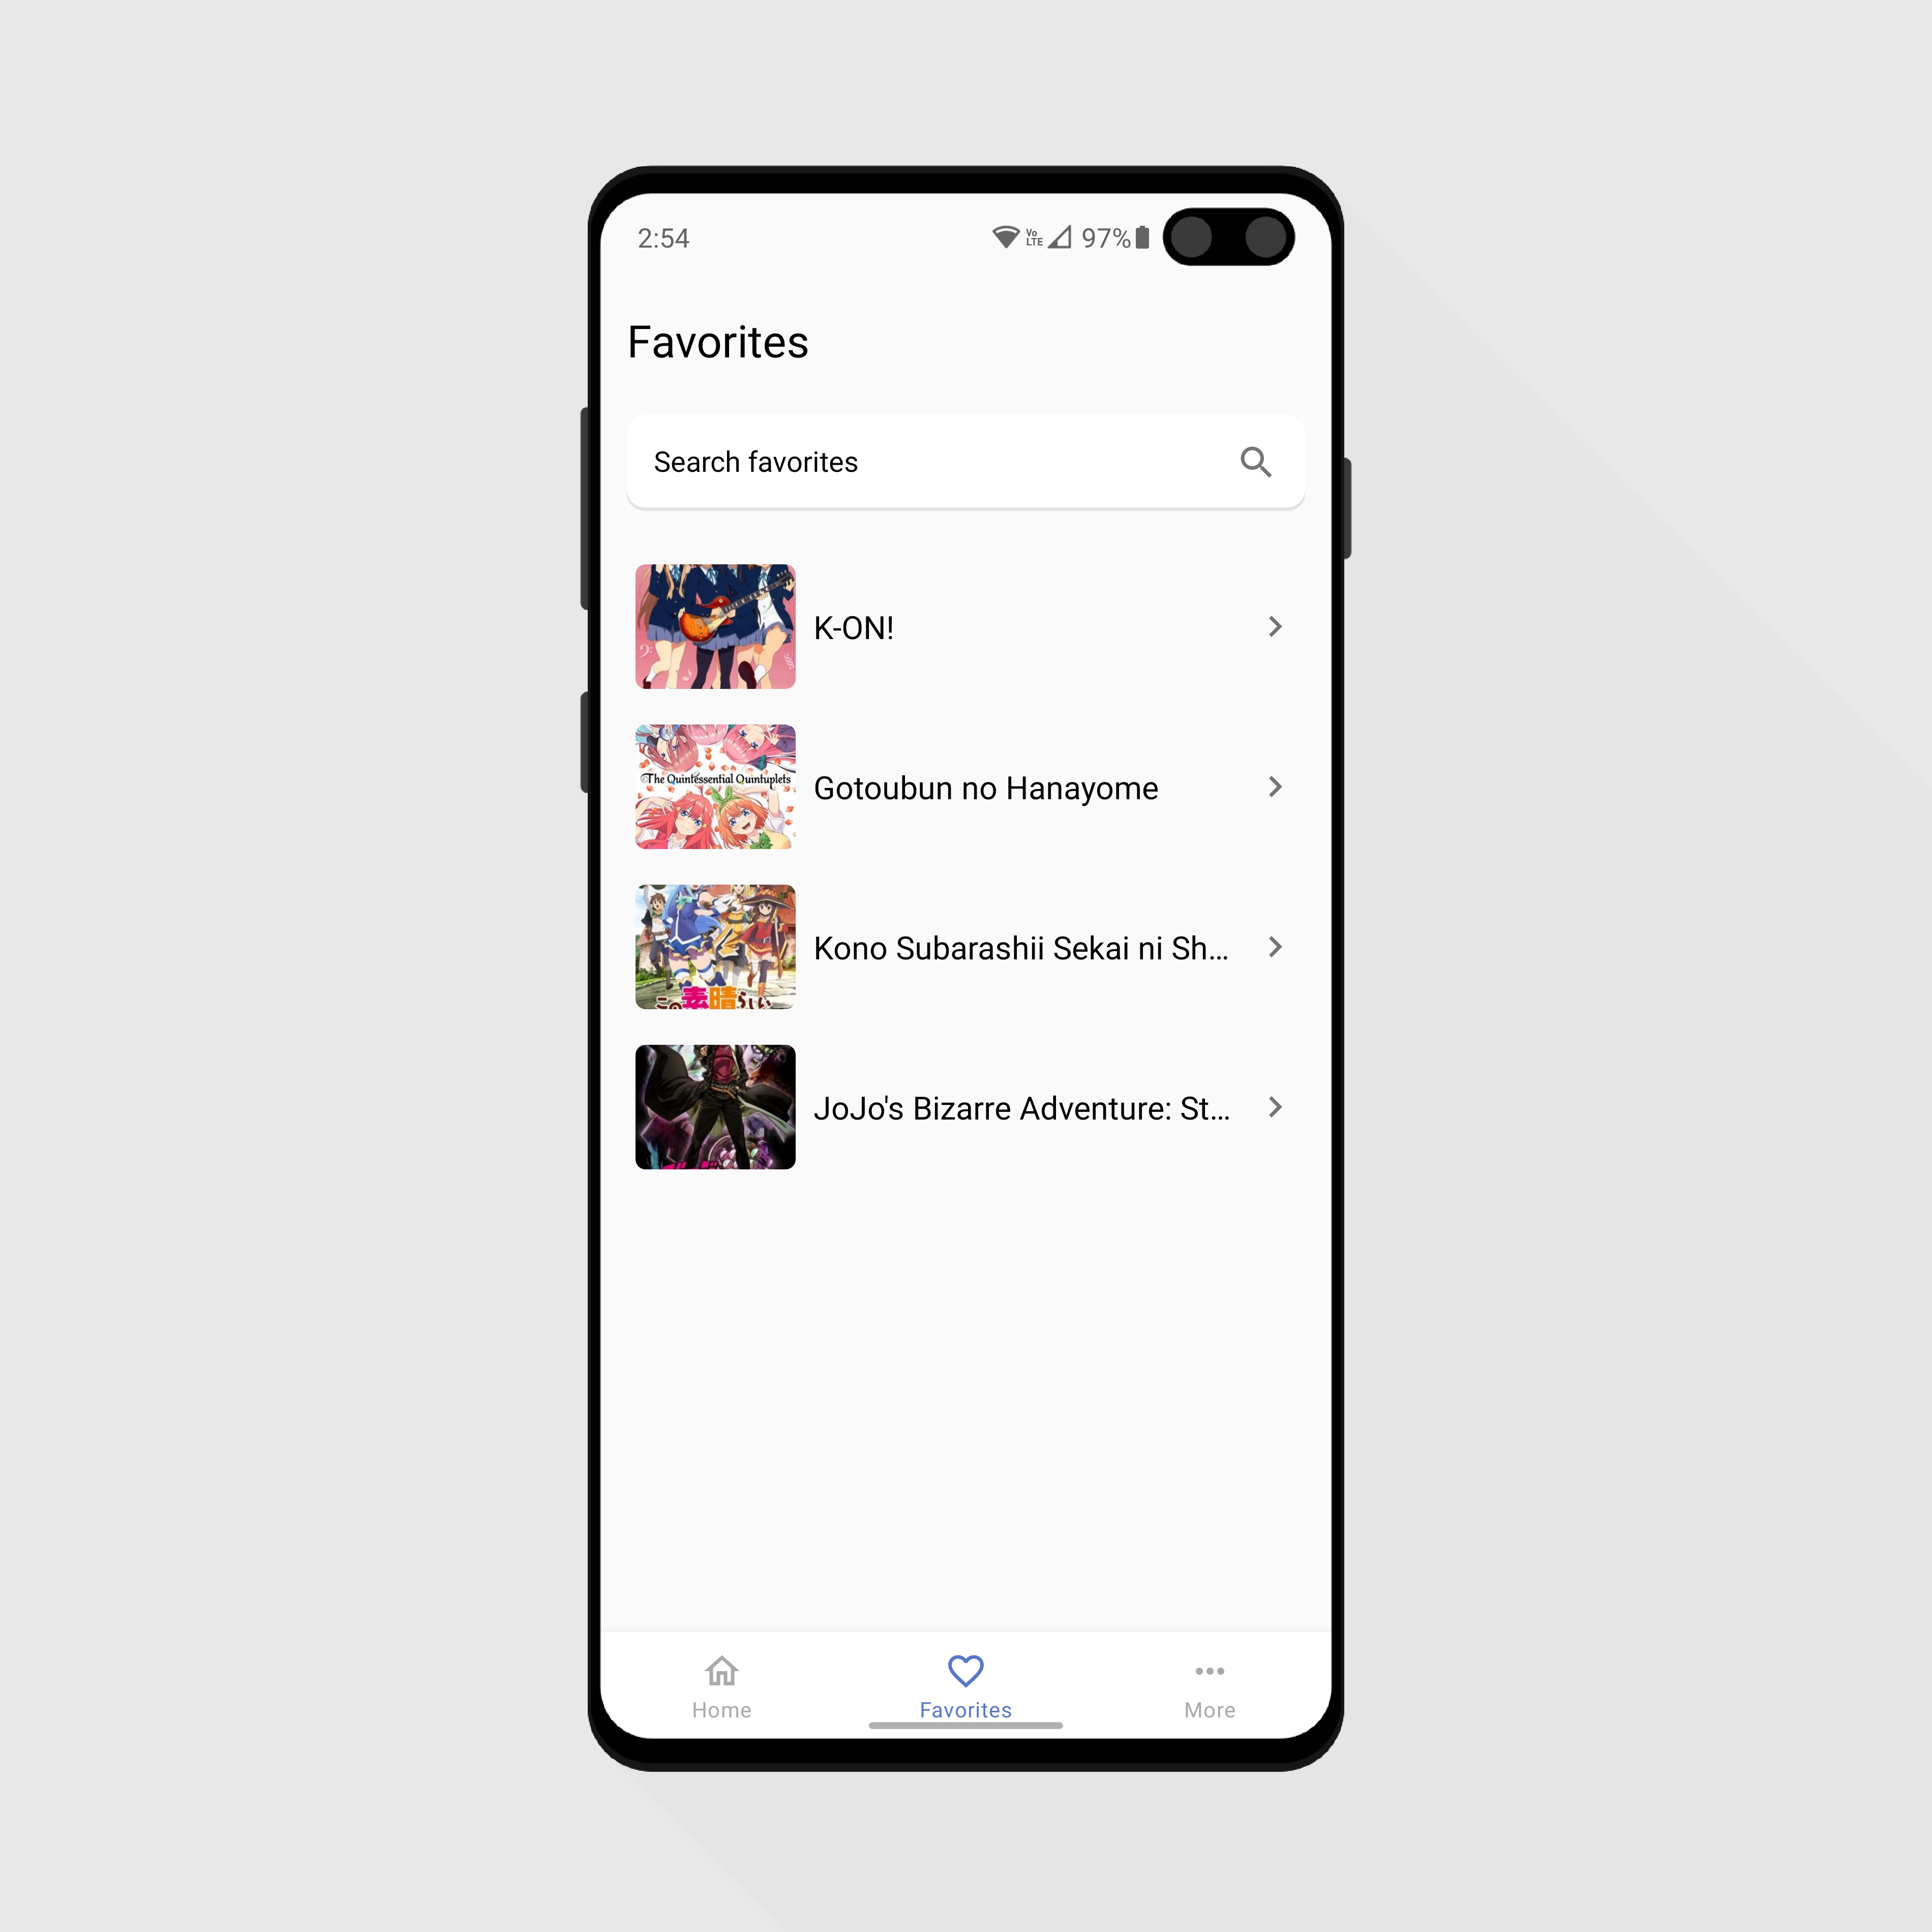 2:54
Vo
LTE
97%
Favorites
Search favorites
K-ON!
The Quintessential Quintuplets
Gotoubun no Hanayome
この素晴らしい
Kono Subarashii Sekai ni Sh...
JoJo's Bizarre Adventure: St...
Home
Favorites
More